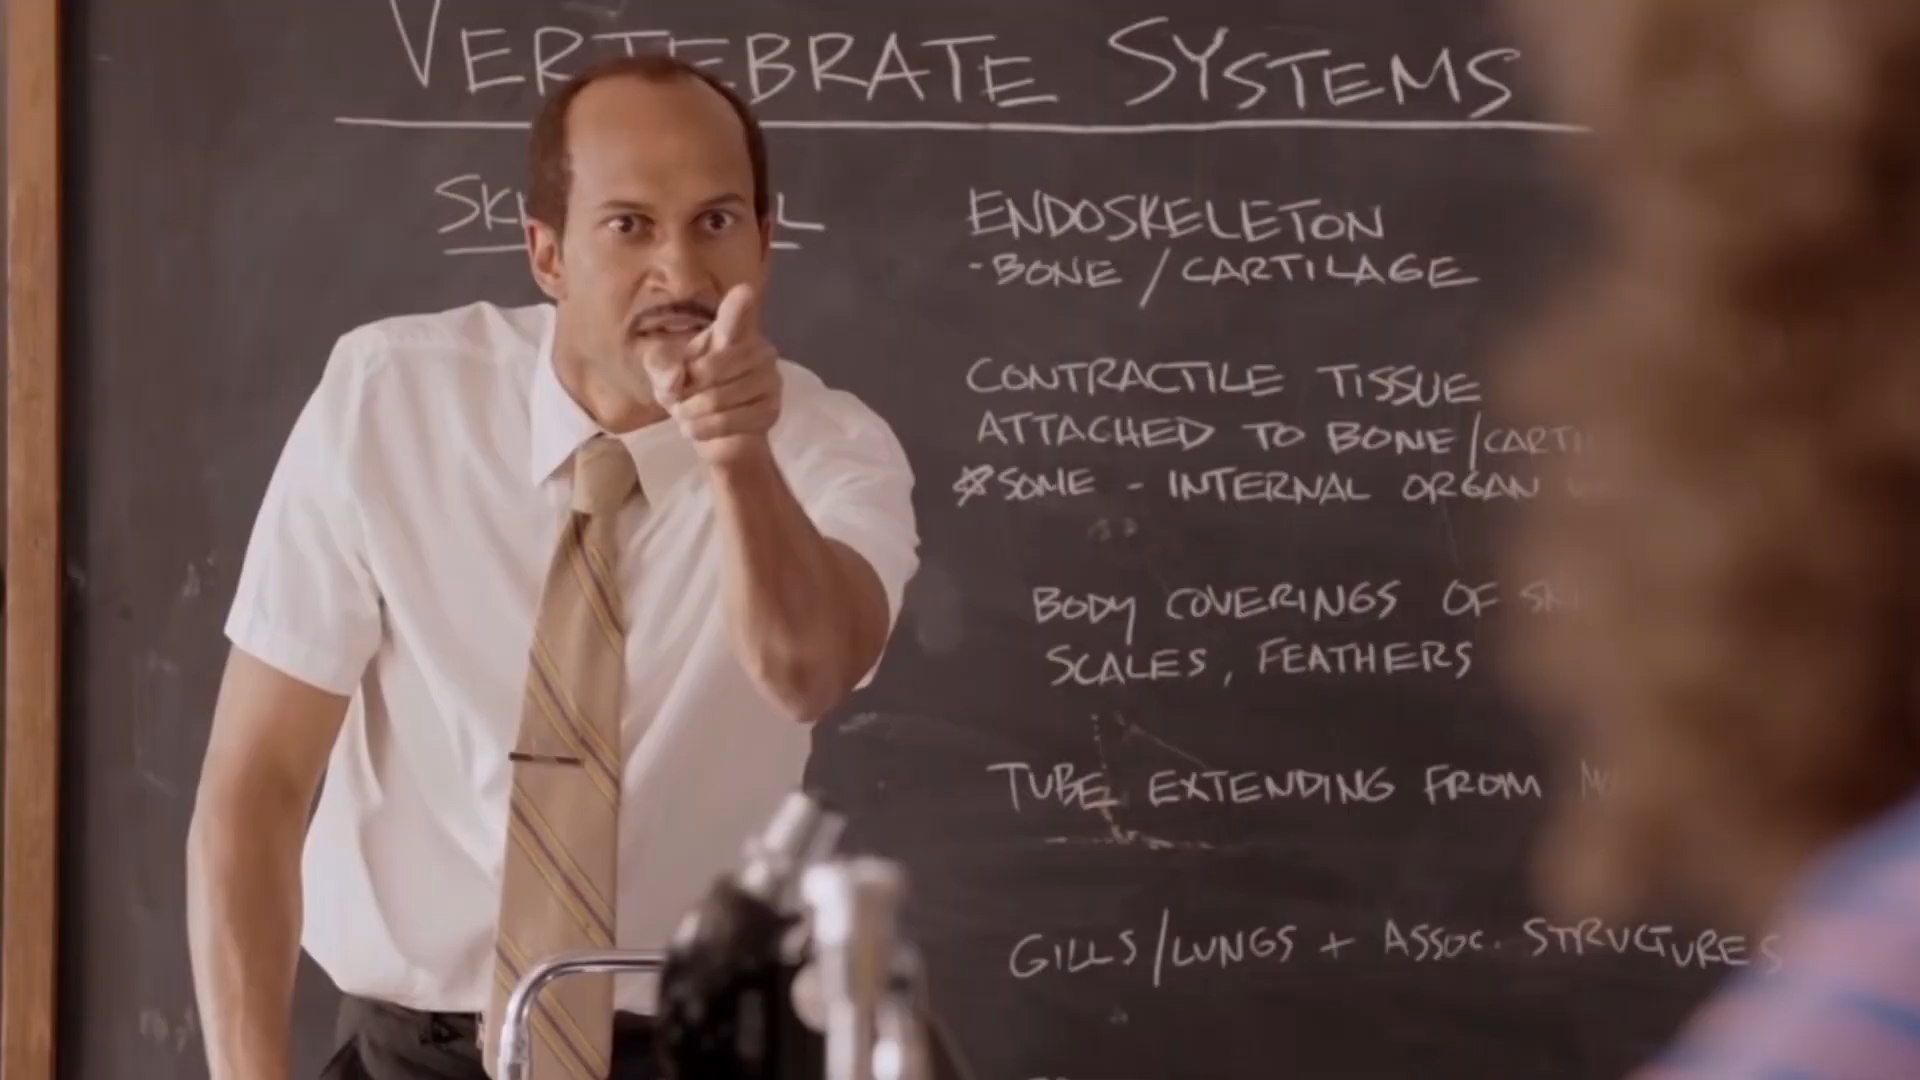 VERTEBRATE SYSTEMS
ENDOSKELETON
- BONE / CARTILAGE
CONTRACTILE TISSUE
ATTACHED TO BONE /
*SOME - INTERNAL ORGAN
BODY COVERINGS OF
SCALES, FEATHERS
TUBE EXTENDING FROM
GILLS/LUNGS + ASSOC. STRUCTURES